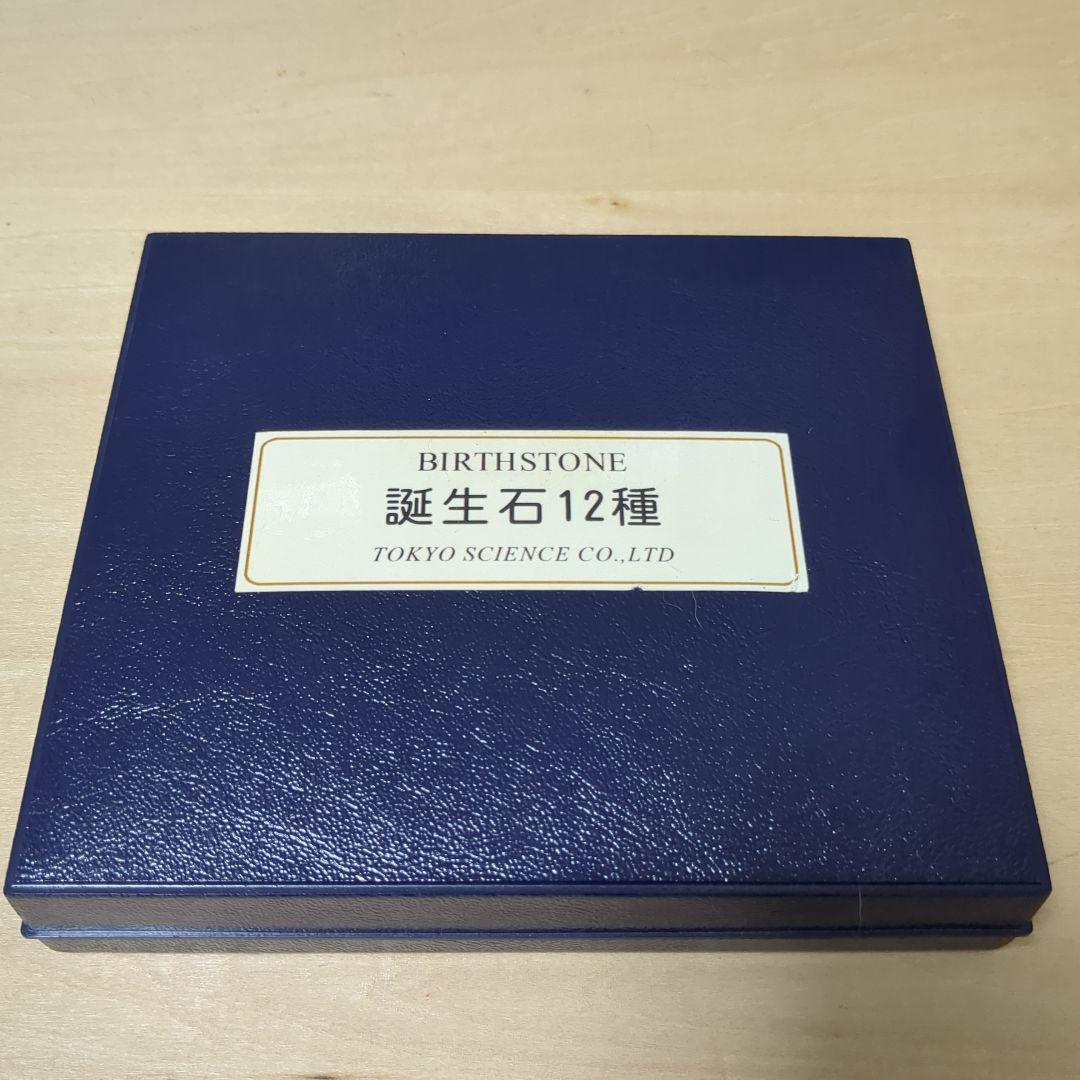 BIRTHSTONE
誕生石12種
TOKYO SCIENCE CO.,LTD